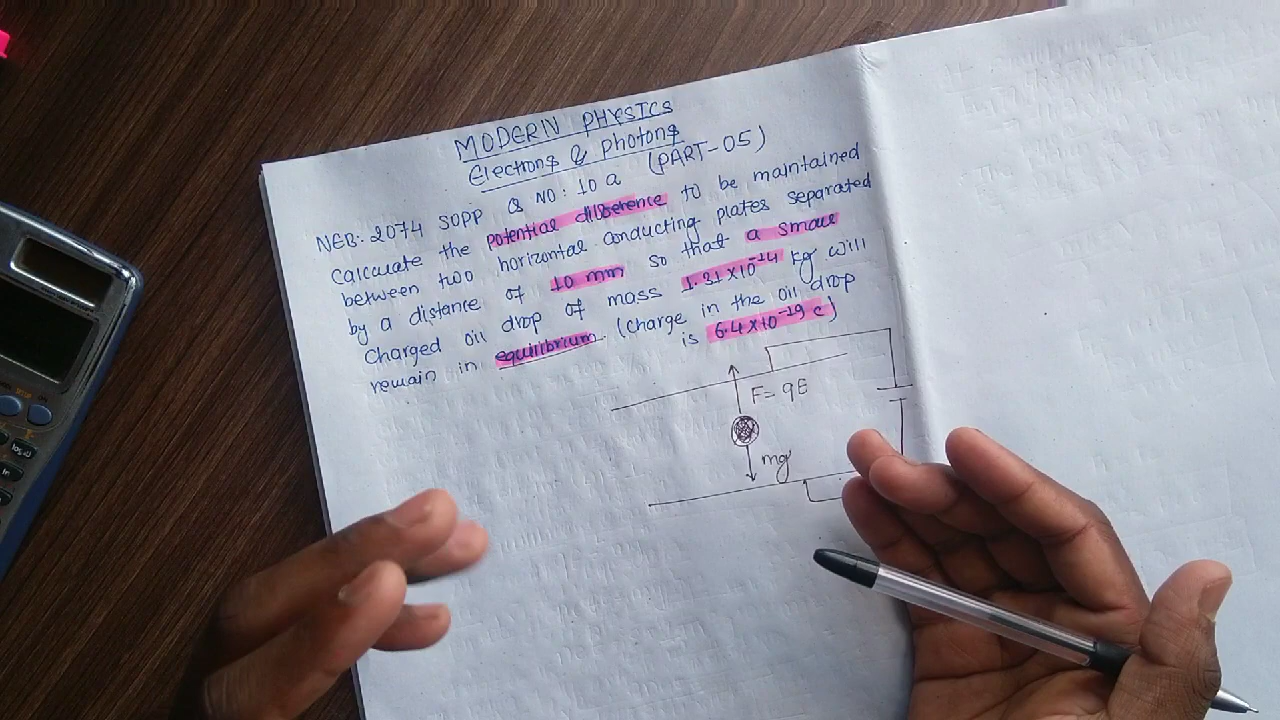 MODERN PHYSICS
Electrons & Photons
(PART-05)
NEB: 2074 SUPP Q NO: 10 a
Calculate the potential difference to be maintained
between two horizontal conducting plates separated
by a distance of 10 mm so that a small
Charged oil drop of mass 1.31×10⁻¹⁴ kg will
remain in equilibrium. (Charge in the oil drop
is 6.4×10⁻¹⁹ c)
F = qE
mg